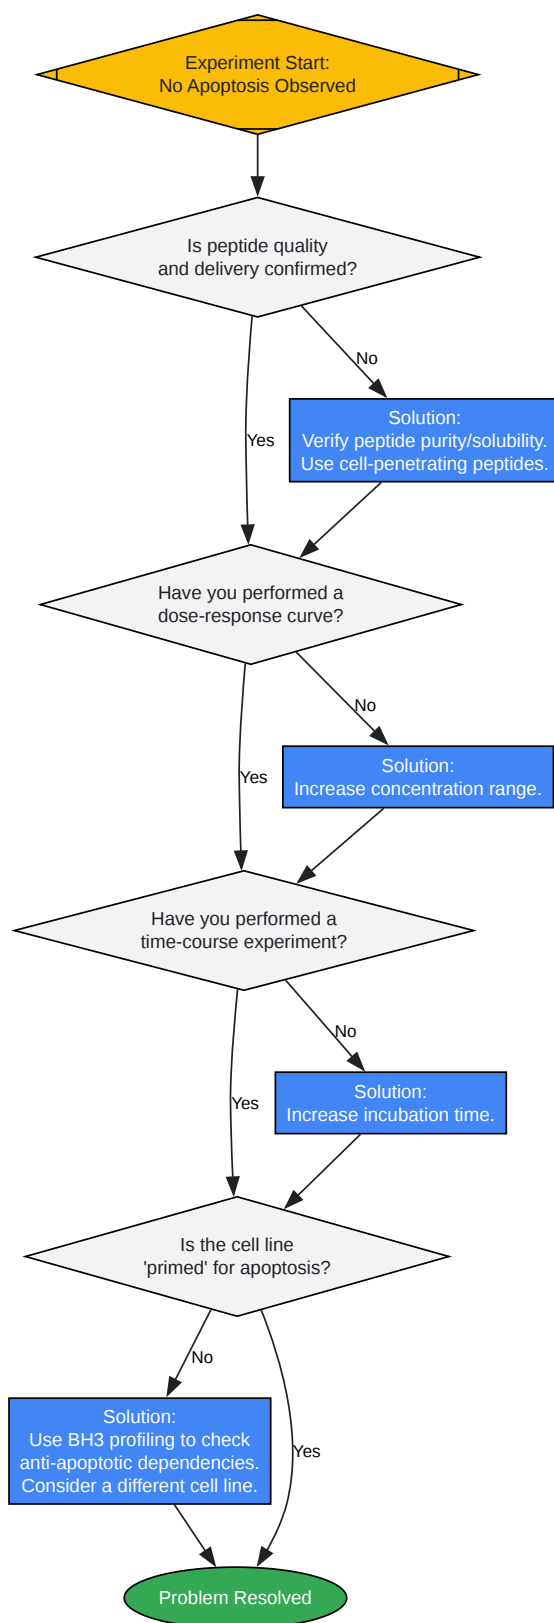 Experiment Start:
No Apoptosis Observed
Is peptide quality
and delivery confirmed?
No
Solution:
Verify peptide purity/solubility.
Use cell-penetrating peptides.
Yes
Have you performed a
dose-response curve?
No
Solution:
Increase concentration range.
Yes
Have you performed a
time-course experiment?
No
Solution:
Increase incubation time.
Yes
Is the cell line
'primed' for apoptosis?
No
Solution:
Use BH3 profiling to check
anti-apoptotic dependencies.
Consider a different cell line.
Yes
Problem Resolved